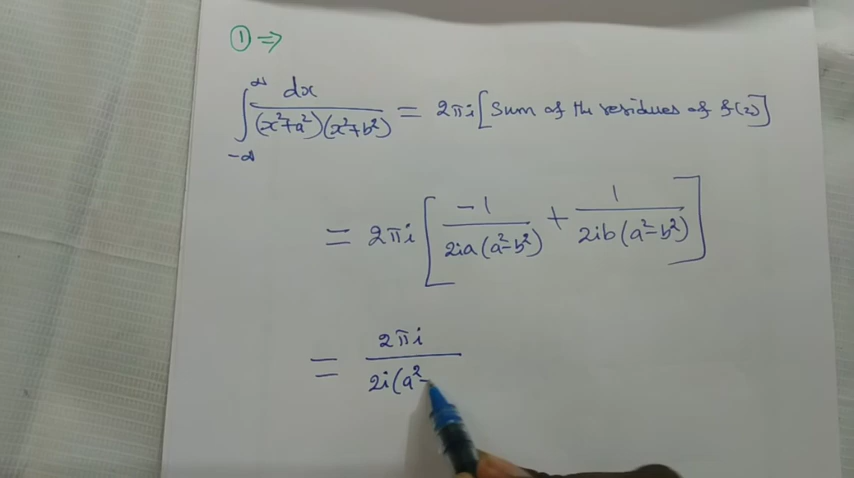 ① ⇒
∫_{-∞}^{∞} dx / (x²+a²)(x²+b²) = 2πi [Sum of the residues of f(z)]
= 2πi [ -1 / 2ia(a²-b²) + 1 / 2ib(a²-b²) ]
= 2πi / 2i(a²-